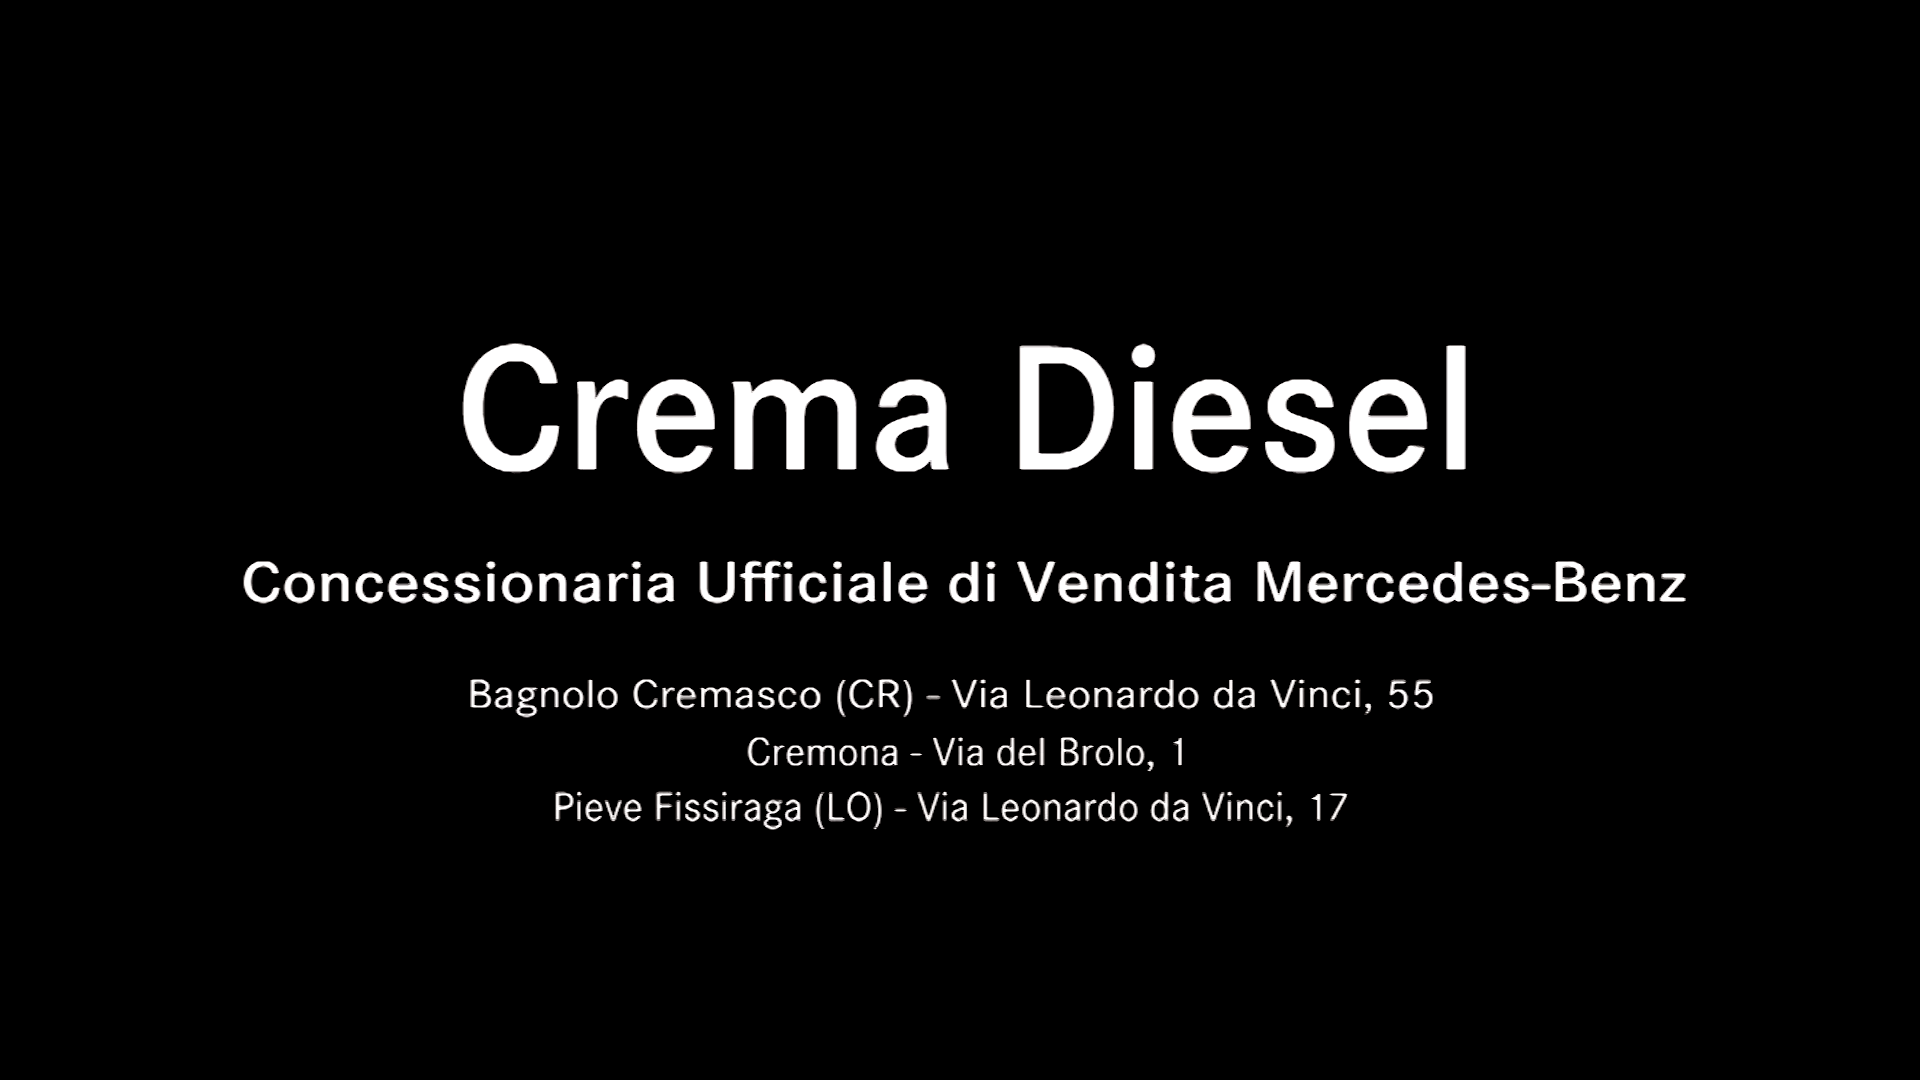 Crema Diesel
Concessionaria Ufficiale di Vendita Mercedes-Benz
Bagnolo Cremasco (CR) - Via Leonardo da Vinci, 55
Cremona - Via del Brolo, 1
Pieve Fissiraga (LO) - Via Leonardo da Vinci, 17